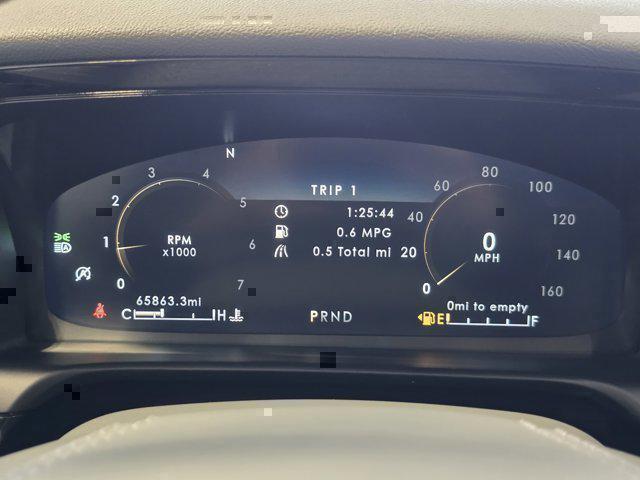 N
TRIP 1
1:25:44
0.6 MPG
0.5 Total mi
0 1 2 3 4 5 6 7
RPM
x1000
0 20 40 60 80 100 120 140 160
0
MPH
A
65863.3mi
C H
PRND
0mi to empty
E F